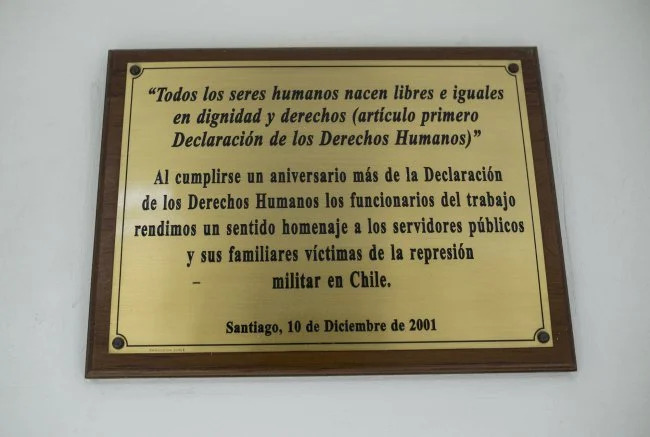 “Todos los seres humanos nacen libres e iguales
en dignidad y derechos (artículo primero
Declaración de los Derechos Humanos)”
Al cumplirse un aniversario más de la Declaración
de los Derechos Humanos los funcionarios del trabajo
rendimos un sentido homenaje a los servidores públicos
y sus familiares víctimas de la represión
militar en Chile.
Santiago, 10 de Diciembre de 2001